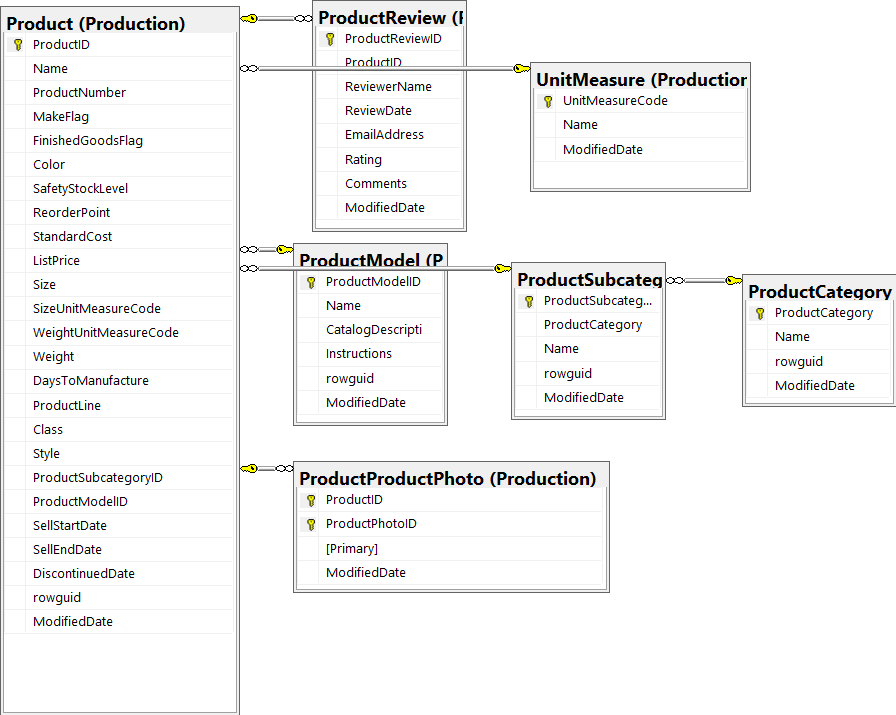 Product (Production)
ProductID
Name
ProductNumber
MakeFlag
FinishedGoodsFlag
Color
SafetyStockLevel
ReorderPoint
StandardCost
ListPrice
Size
SizeUnitMeasureCode
WeightUnitMeasureCode
Weight
DaysToManufacture
ProductLine
Class
Style
ProductSubcategoryID
ProductModelID
SellStartDate
SellEndDate
DiscontinuedDate
rowguid
ModifiedDate
ProductReview (P
ProductReviewID
ProductID
ReviewerName
ReviewDate
EmailAddress
Rating
Comments
ModifiedDate
UnitMeasure (Production
UnitMeasureCode
Name
ModifiedDate
ProductModel (P
ProductModelID
Name
CatalogDescripti
Instructions
rowguid
ModifiedDate
ProductSubcateg
ProductSubcateg...
ProductCategory
Name
rowguid
ModifiedDate
ProductCategory
ProductCategory
Name
rowguid
ModifiedDate
ProductProductPhoto (Production)
ProductID
ProductPhotoID
[Primary]
ModifiedDate